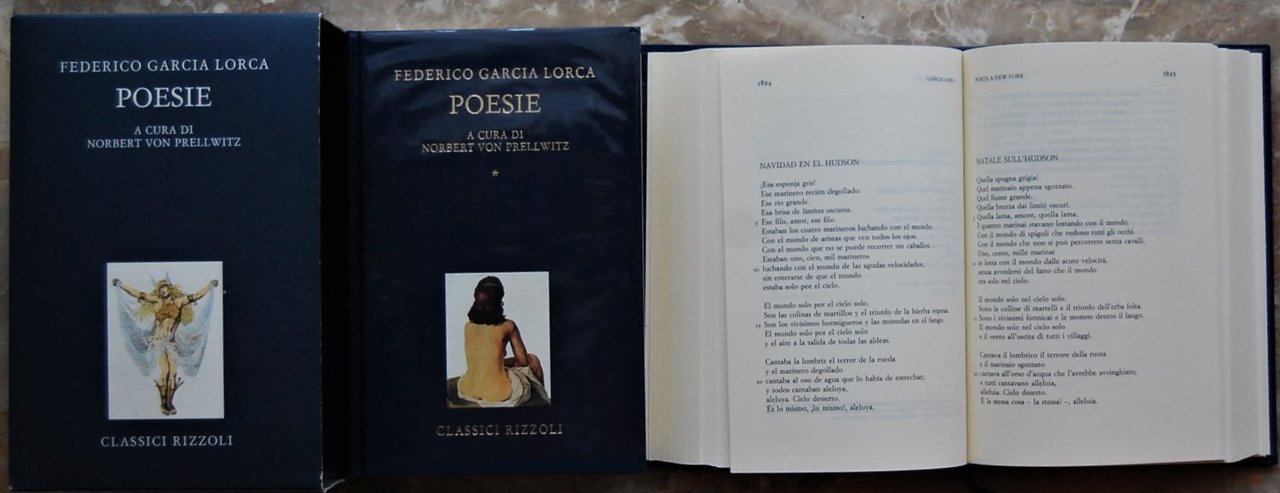 FEDERICO GARCIA LORCA
POESIE
A CURA DI
NORBERT VON PRELLWITZ
CLASSICI RIZZOLI
FEDERICO GARCIA LORCA
POESIE
A CURA DI
NORBERT VON PRELLWITZ
*
CLASSICI RIZZOLI
1824
GARCIA
NAVIDAD EN EL HUDSON
¡Esa esponja gris!
Ese marinero recién degollado.
Ese río grande.
Esa brisa de límites oscuros.
5 Ese filo, amor, ese filo.
Estaban los cuatro marineros luchando con el mundo.
Con el mundo de aristas que ven todos los ojos.
Con el mundo que no se puede recorrer sin caballos.
Estaban uno, cien, mil marineros
10 luchando con el mundo de las agudas velocidades,
sin enterarse de que el mundo
estaba solo por el cielo.
El mundo solo por el cielo solo.
Son las colinas de martillos y el triunfo de la hierba espesa.
15 Son los vivísimos hormigueros y las monedas en el fango.
El mundo solo por el cielo solo
y el aire a la salida de todas las aldeas.
Cantaba la lombriz el terror de la rueda
y el marinero degollado
20 cantaba al oso de agua que lo había de estrechar;
y todos cantaban aleluya,
aleluya. Cielo desierto.
Es lo mismo, ¡lo mismo!, aleluya.
POETA A NEW YORK
1825
NATALE SULL'HUDSON
Quella spugna grigia!
Quel marinaio appena sgozzato.
Quel fiume grande.
Quella brezza dai limiti oscuri.
5 Quella lama, amore, quella lama.
I quattro marinai stavano lottando con il mondo.
Con il mondo di spigoli che vedono tutti gli occhi.
Con il mondo che non si può percorrere senza cavalli.
Uno, cento, mille marinai
10 in lotta con il mondo dalle acute velocità,
senza avvedersi del fatto che il mondo
era solo nel cielo.
Il mondo solo nel cielo solo.
Sono le colline di martelli e il trionfo dell'erba folta.
15 Sono i vivissimi formicai e le monete dentro il fango.
Il mondo solo nel cielo solo
e il vento all'uscita di tutti i villaggi.
Cantava il lombrico il terrore della ruota
e il marinaio sgozzato
20 cantava all'orso d'acqua che l'avrebbe avvinghiato;
e tutti cantavano alleluia,
alleluia. Cielo deserto.
È la stessa cosa – la stessa! –, alleluia.